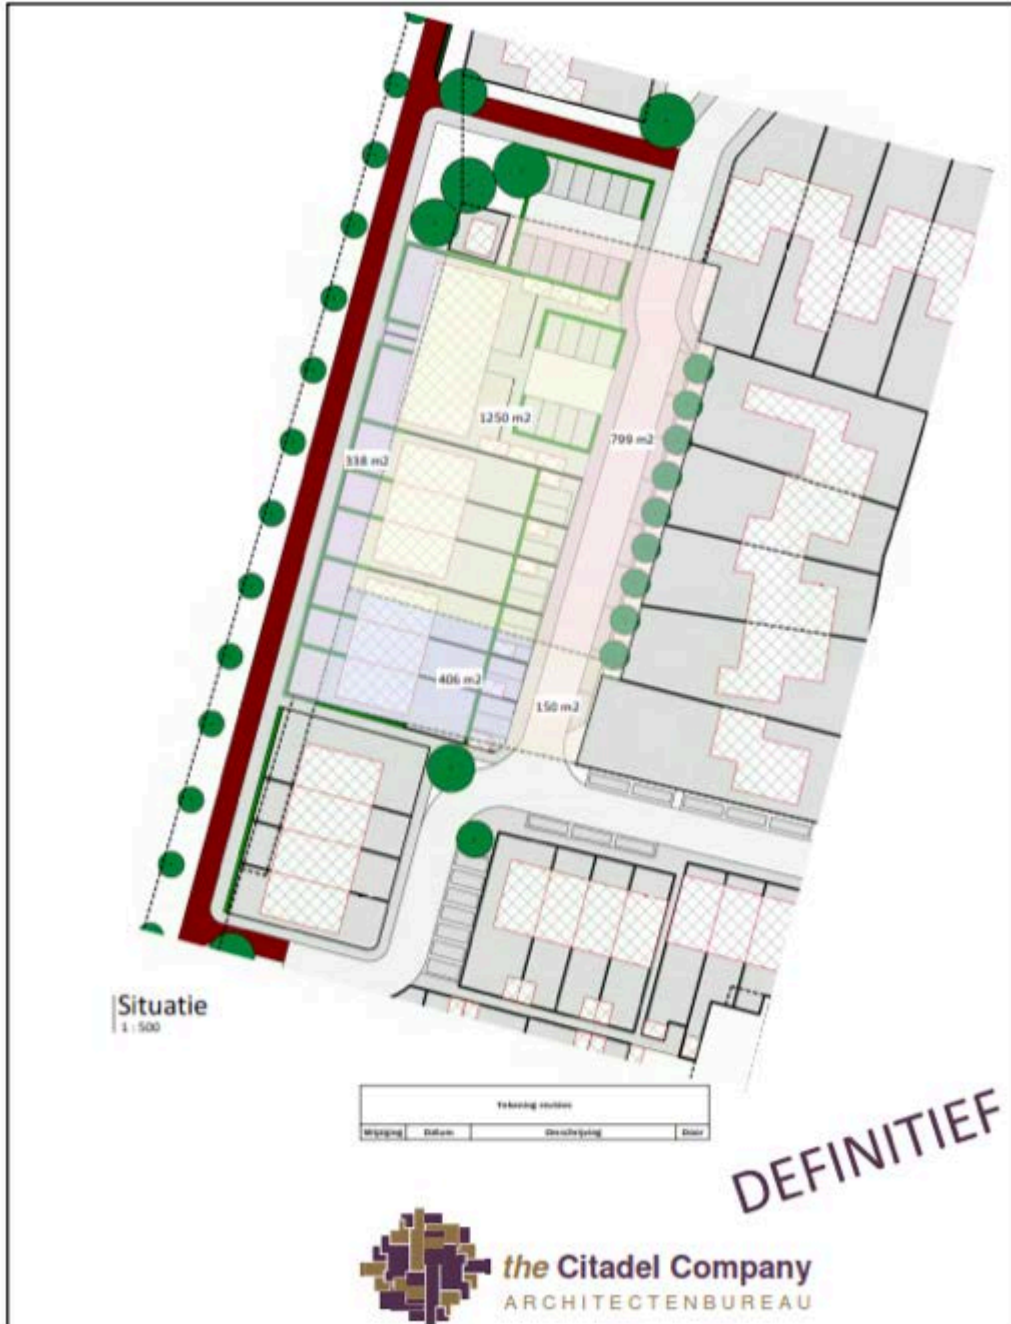 1250 m2
799 m2
338 m2
406 m2
150 m2
Situatie
1 : 500
Tekening revisies
Wijziging Datum Omschrijving Door
DEFINITIEF
the Citadel Company
ARCHITECTENBUREAU